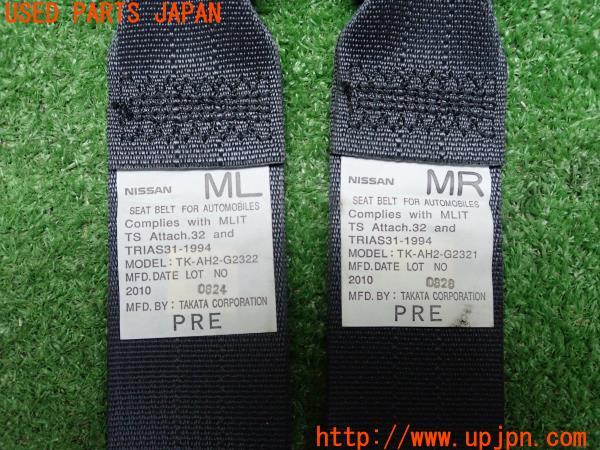 USED PARTS JAPAN
NISSAN ML
SEAT BELT FOR AUTOMOBILES
Complies with MLIT
TS Attach.32 and
TRIAS31-1994
MODEL: TK-AH2-G2322
MFD.DATE LOT NO
2010 0824
MFD. BY: TAKATA CORPORATION
PRE
NISSAN MR
SEAT BELT FOR AUTOMOBILES
Complies with MLIT
TS Attach.32 and
TRIAS31-1994
MODEL: TK-AH2-G2321
MFD.DATE LOT NO
2010 0828
MFD. BY: TAKATA CORPORATION
PRE
http://www.upjpn.com/